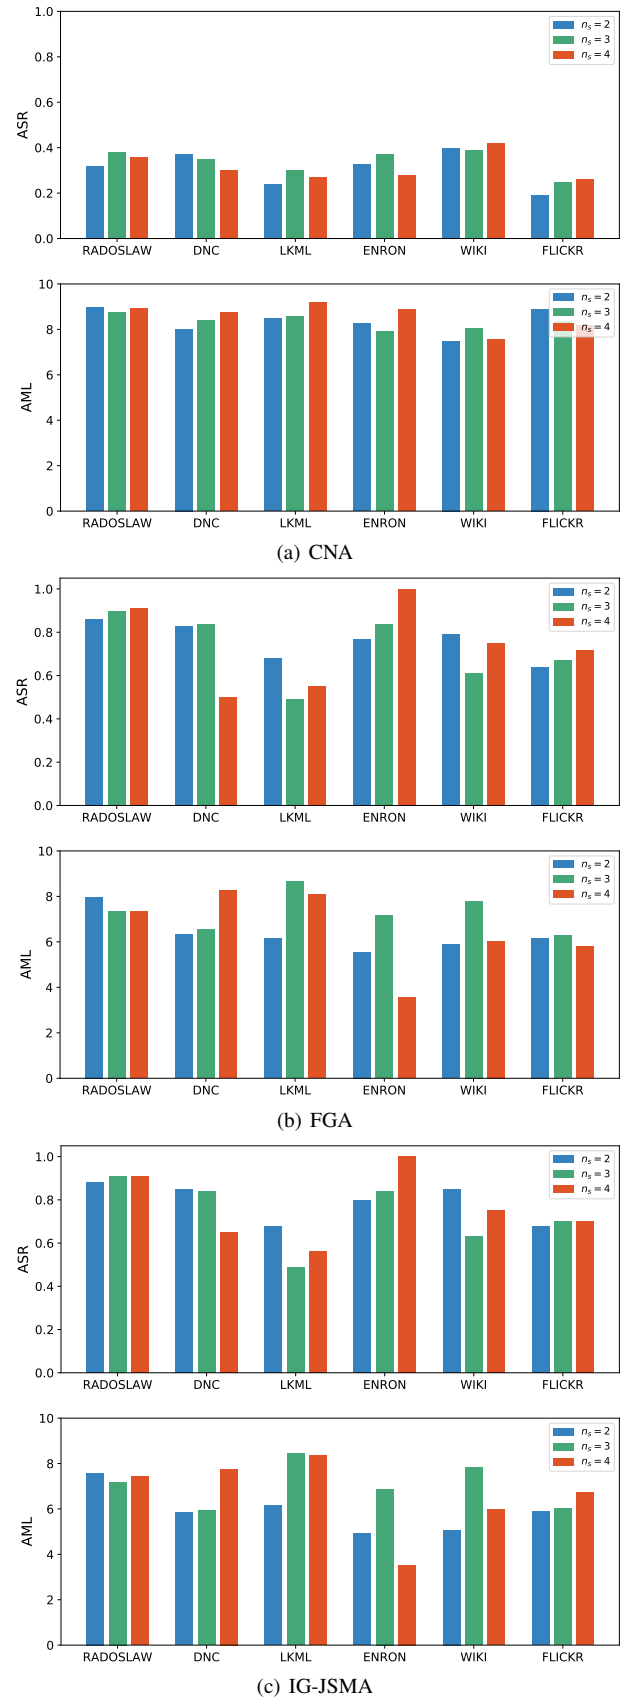 1.0
0.8
0.6
0.4
0.2
0.0
ASR
n_s = 2
n_s = 3
n_s = 4
RADOSLAW DNC LKML ENRON WIKI FLICKR
10
8
6
4
2
0
AML
n_s = 2
n_s = 3
n_s = 4
RADOSLAW DNC LKML ENRON WIKI FLICKR
(a) CNA
1.0
0.8
0.6
0.4
0.2
0.0
ASR
n_s = 2
n_s = 3
n_s = 4
RADOSLAW DNC LKML ENRON WIKI FLICKR
10
8
6
4
2
0
AML
n_s = 2
n_s = 3
n_s = 4
RADOSLAW DNC LKML ENRON WIKI FLICKR
(b) FGA
1.0
0.8
0.6
0.4
0.2
0.0
ASR
n_s = 2
n_s = 3
n_s = 4
RADOSLAW DNC LKML ENRON WIKI FLICKR
10
8
6
4
2
0
AML
n_s = 2
n_s = 3
n_s = 4
RADOSLAW DNC LKML ENRON WIKI FLICKR
(c) IG-JSMA